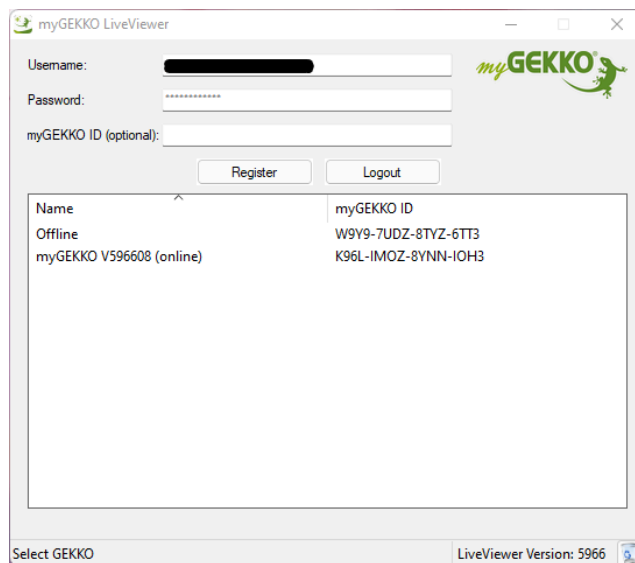 myGEKKO LiveViewer
Username:
myGEKKO
Password:
************
myGEKKO ID (optional):
Register Logout
Name myGEKKO ID
Offline W9Y9-7UDZ-8TYZ-6TT3
myGEKKO V596608 (online) K96L-IMOZ-8YNN-IOH3
Select GEKKO LiveViewer Version: 5966